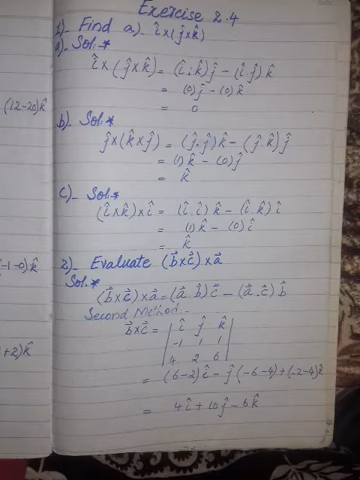 Exercise 2.4
1)- Find a)- î×(ĵ×k̂)
a)- Sol:*
î×(ĵ×k̂) = (î.k̂)ĵ - (î.ĵ)k̂
= (0)ĵ - (0)k̂
= 0
(12-20)k̂
b)- Sol:*
ĵ×(k̂×ĵ) = (ĵ.ĵ)k̂ - (ĵ.k̂)ĵ
= (1)k̂ - (0)ĵ
= k̂
C)- Sol:*
(î×k̂)×î = (î.î)k̂ - (î.k̂)î
= (1)k̂ - (0)î
= k̂
-1-0)k̂
2)- Evaluate (b⃗×c⃗)×a⃗
Sol:*
(b⃗×c⃗)×a⃗ = (a⃗.b⃗)c⃗ - (a⃗.c⃗)b⃗
Second Method
b⃗×c⃗ = | î ĵ k̂ |
| -1 1 1 |
| 4 2 6 |
+2)k̂
= (6-2)î - ĵ(-6-4)+(-2-4)k̂
= 4î+10ĵ-6k̂